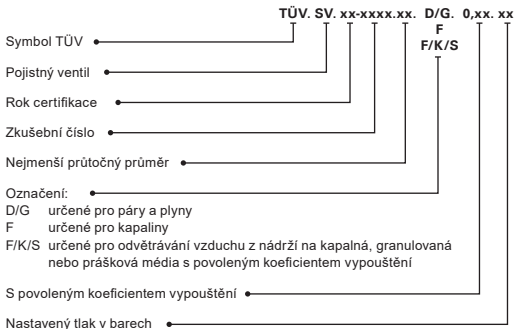 TÜV. SV. xx-xxxx.xx. D/G. 0,xx. xx
F
F/K/S
Symbol TÜV
Pojistný ventil
Rok certifikace
Zkušební číslo
Nejmenší průtočný průměr
Označení:
D/G určené pro páry a plyny
F určené pro kapaliny
F/K/S určené pro odvětrávání vzduchu z nádrží na kapalná, granulovaná
nebo prášková média s povoleným koeficientem vypouštění
S povoleným koeficientem vypouštění
Nastavený tlak v barech